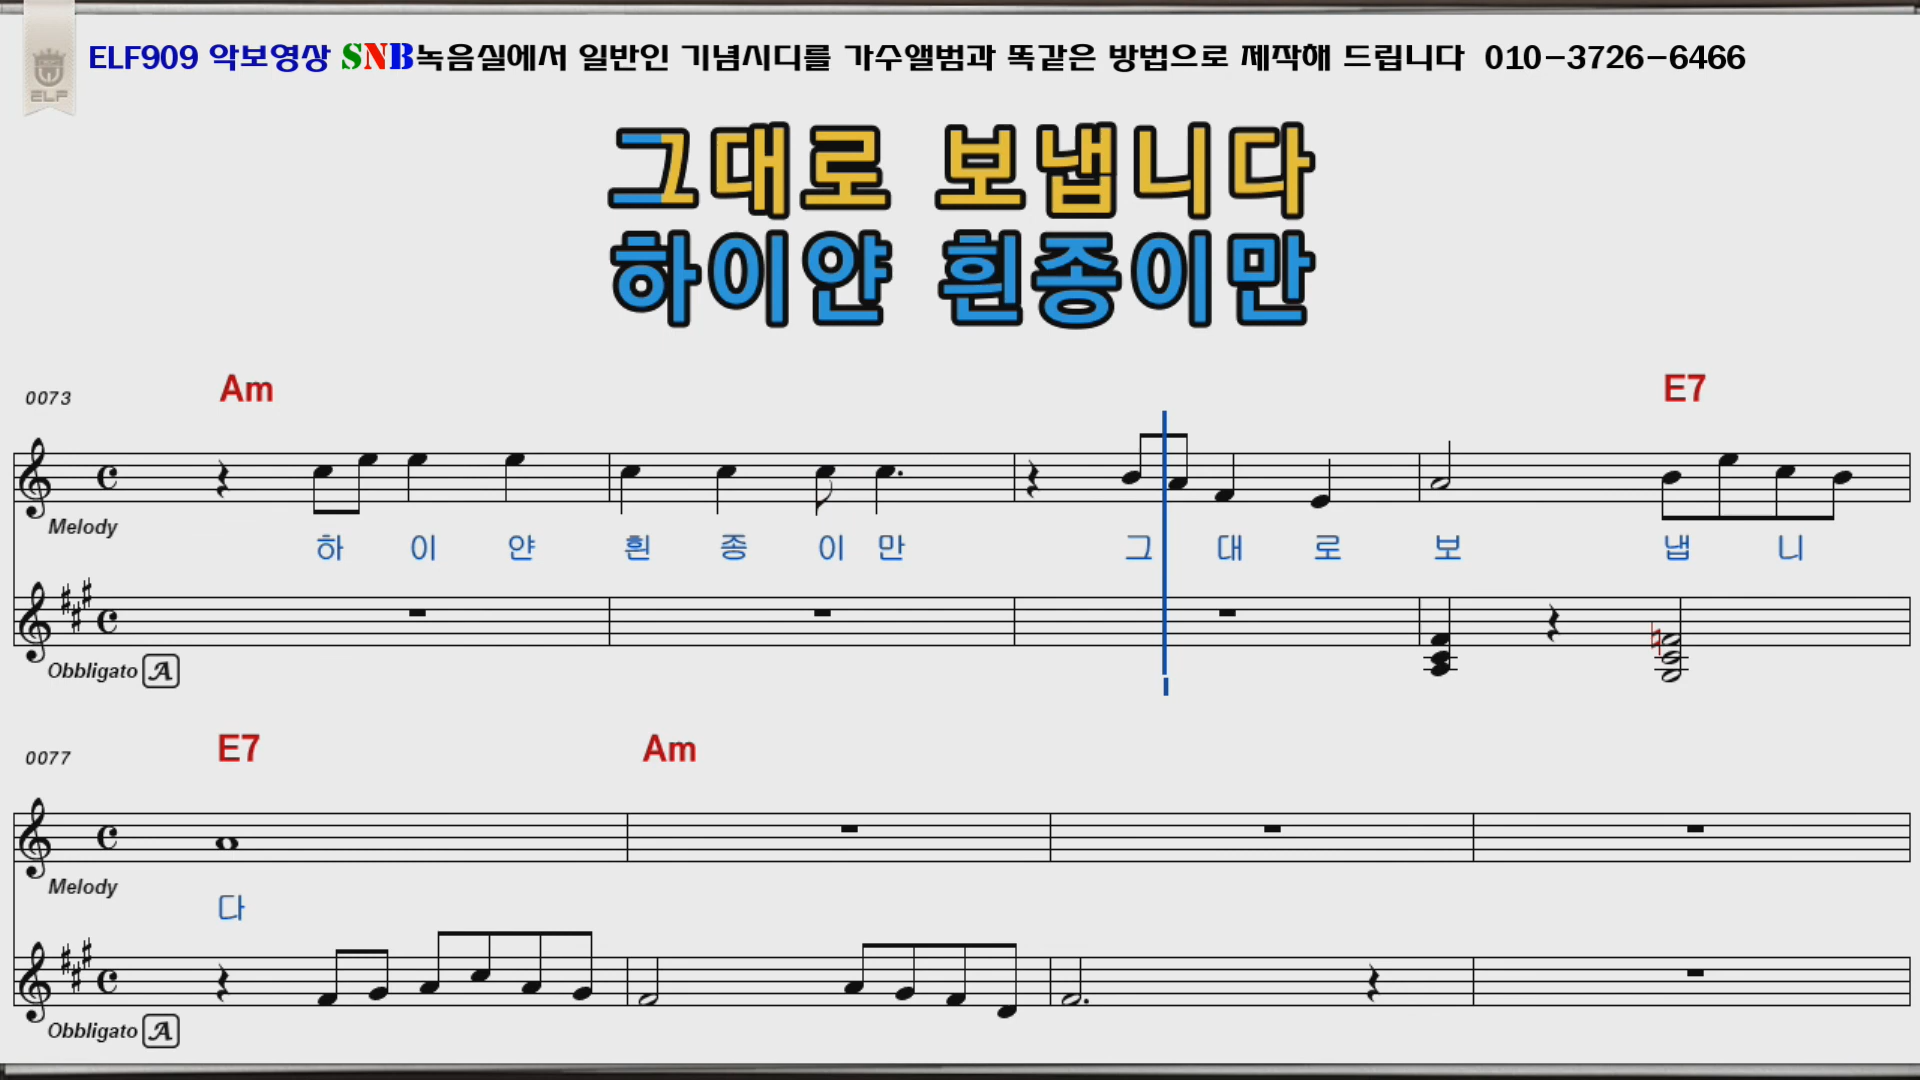 ELF909 악보영상 SNB녹음실에서 일반인 기념시디를 가수앨범과 똑같은 방법으로 제작해 드립니다 010-3726-6466
ELF
그대로 보냅니다
하이얀 흰종이만
0073 Am E7
Melody
하 이 얀 흰 종 이 만 그 대 로 보 냅 니
Obbligato A
0077 E7 Am
Melody
다
Obbligato A